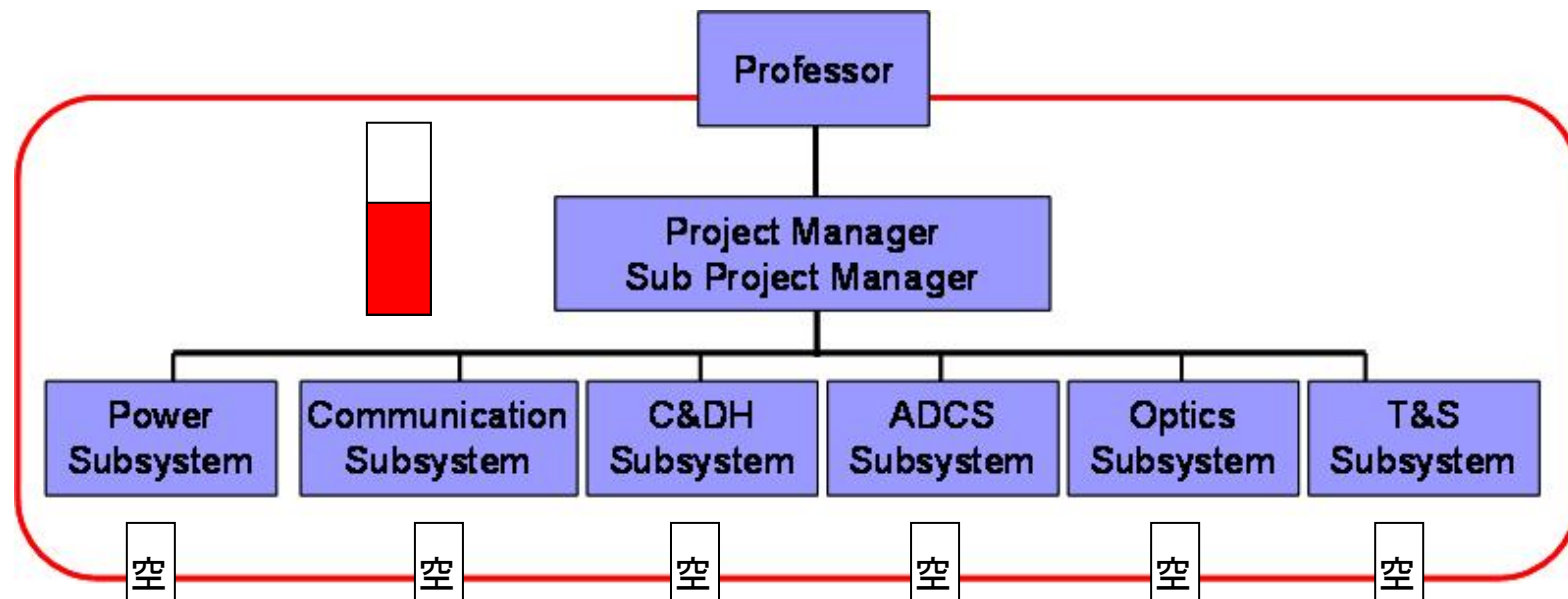 Professor
Project Manager
Sub Project Manager
Power
Subsystem
Communication
Subsystem
C&DH
Subsystem
ADCS
Subsystem
Optics
Subsystem
T&S
Subsystem
空
空
空
空
空
空